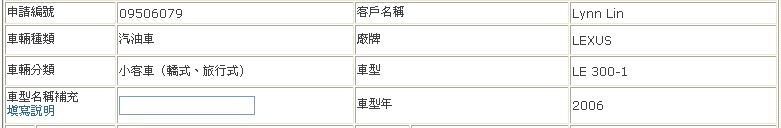 申請編號 09506079 客戶名稱 Lynn Lin
車輛種類 汽油車 廠牌 LEXUS
車輛分類 小客車（轎式、旅行式） 車型 LE 300-1
車型名稱補充
填寫說明 車型年 2006